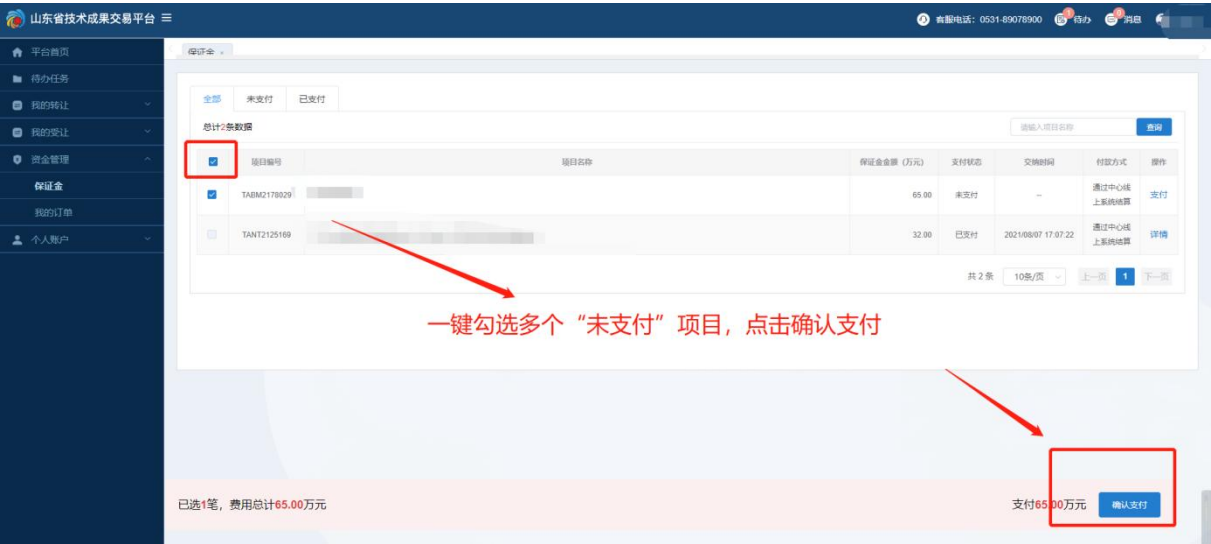 山东省技术成果交易平台
客服电话：0531-89078900 1 待办 0 消息
平台首页
待办任务
我的转让
我的受让
资金管理
保证金
我的订单
个人账户
保证金 ×
全部 未支付 已支付
总计2条数据
请输入项目名称 查询
项目编号 项目名称 保证金金额（万元） 支付状态 交纳时间 付款方式 操作
TABM2178029 65.00 未支付 -- 通过中心线上系统结算 支付
TANT2125169 32.00 已支付 2021/08/07 17:07:22 通过中心线上系统结算 详情
共 2 条 10条/页 上一页 1 下一页
一键勾选多个“未支付”项目，点击确认支付
已选1笔，费用总计65.00万元
支付65.00万元 确认支付